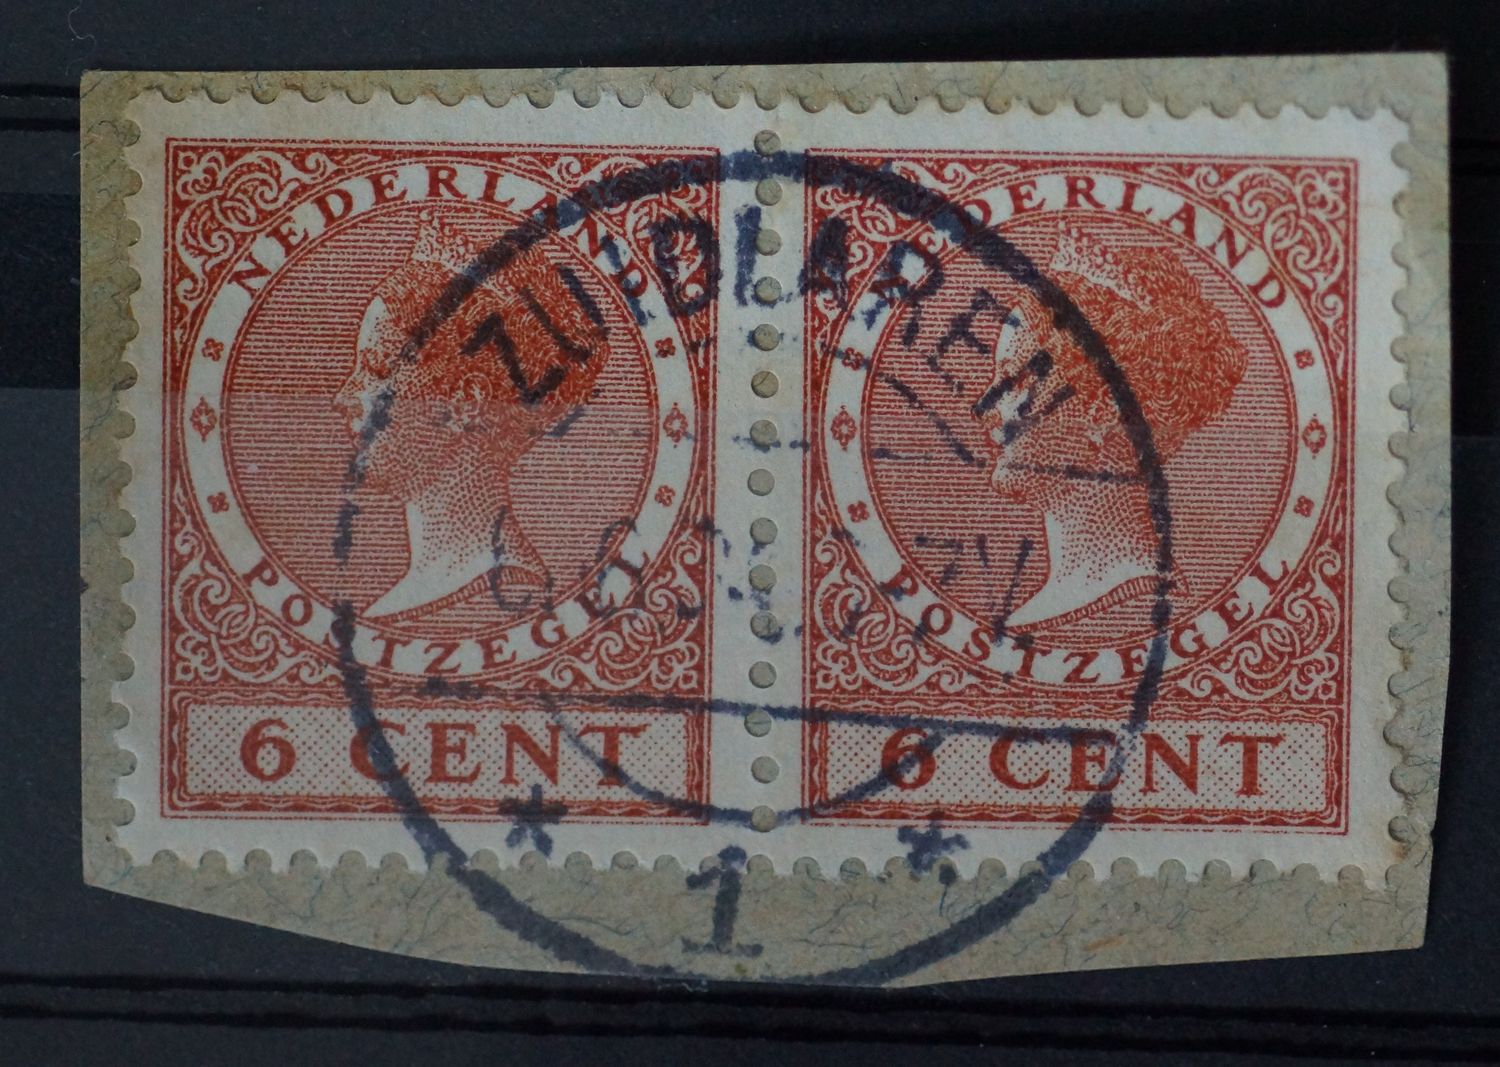 NEDERLAND
POSTZEGEL
6 CENT
NEDERLAND
POSTZEGEL
6 CENT
ZUIDLAREN
* 1 *